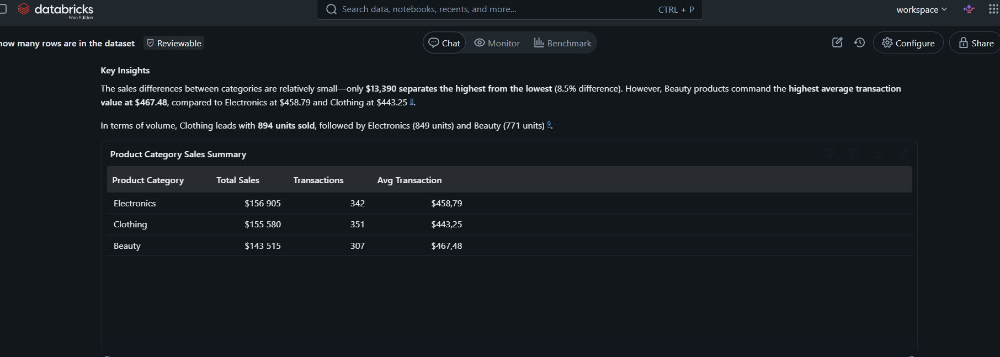 databricks
Free Edition
Search data, notebooks, recents, and more...
CTRL + P
workspace
how many rows are in the dataset
Reviewable
Chat
Monitor
Benchmark
Configure
Share
Key Insights
The sales differences between categories are relatively small—only $13,390 separates the highest from the lowest (8.5% difference). However, Beauty products command the highest average transaction
value at $467.48, compared to Electronics at $458.79 and Clothing at $443.25 8.
In terms of volume, Clothing leads with 894 units sold, followed by Electronics (849 units) and Beauty (771 units) 9.
Product Category Sales Summary
Product Category Total Sales Transactions Avg Transaction
Electronics $156 905 342 $458,79
Clothing $155 580 351 $443,25
Beauty $143 515 307 $467,48